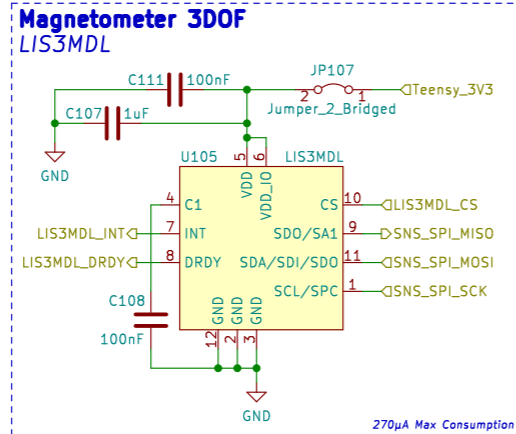 Magnetometer 3DOF
LIS3MDL
C111 100nF
JP107
2 1
Teensy_3V3
Jumper_2_Bridged
C107 1uF
GND
U105
LIS3MDL
5 6
VDD
VDD_IO
4 C1
CS 10 LIS3MDL_CS
LIS3MDL_INT 7 INT
SDO/SA1 9 SNS_SPI_MISO
LIS3MDL_DRDY 8 DRDY
SDA/SDI/SDO 11 SNS_SPI_MOSI
SCL/SPC 1 SNS_SPI_SCK
C108
100nF
GND GND GND
12 2 3
GND
270µA Max Consumption